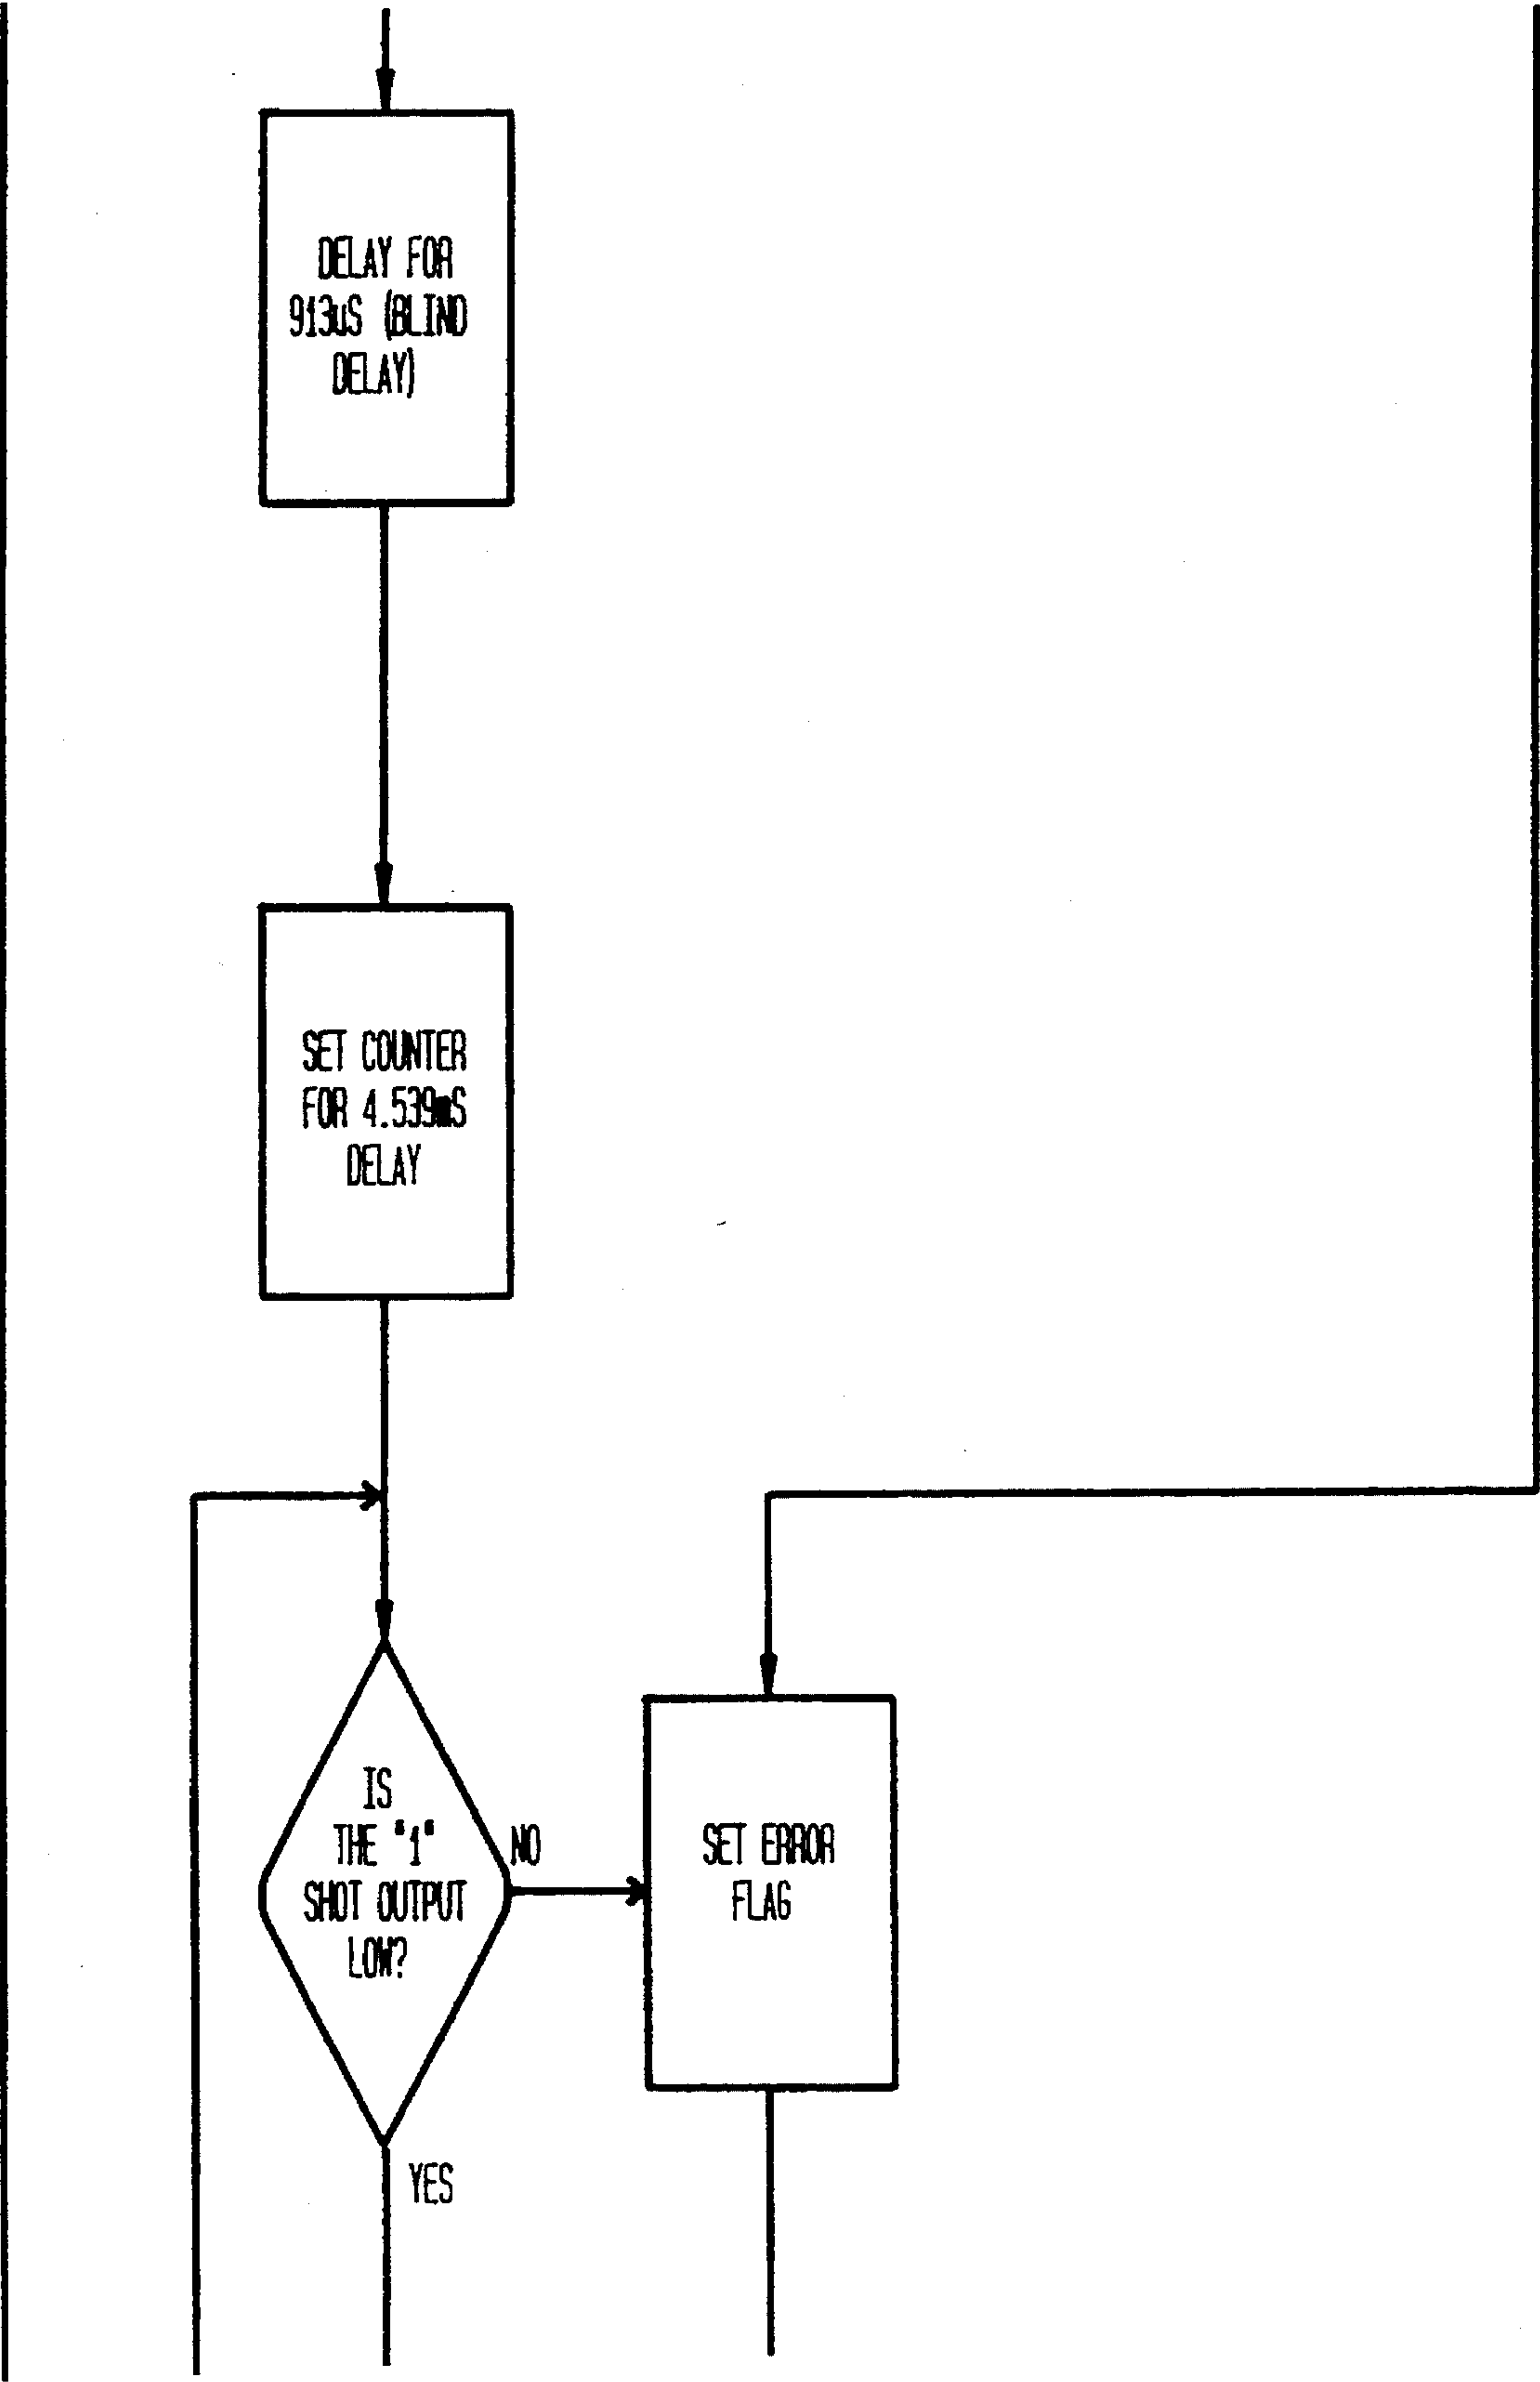 DELAY FOR
913uS (BLIND
DELAY)
SET COUNTER
FOR 4.539mS
DELAY
IS
THE "1"
SHOT OUTPUT
LOW?
NO
SET ERROR
FLAG
YES